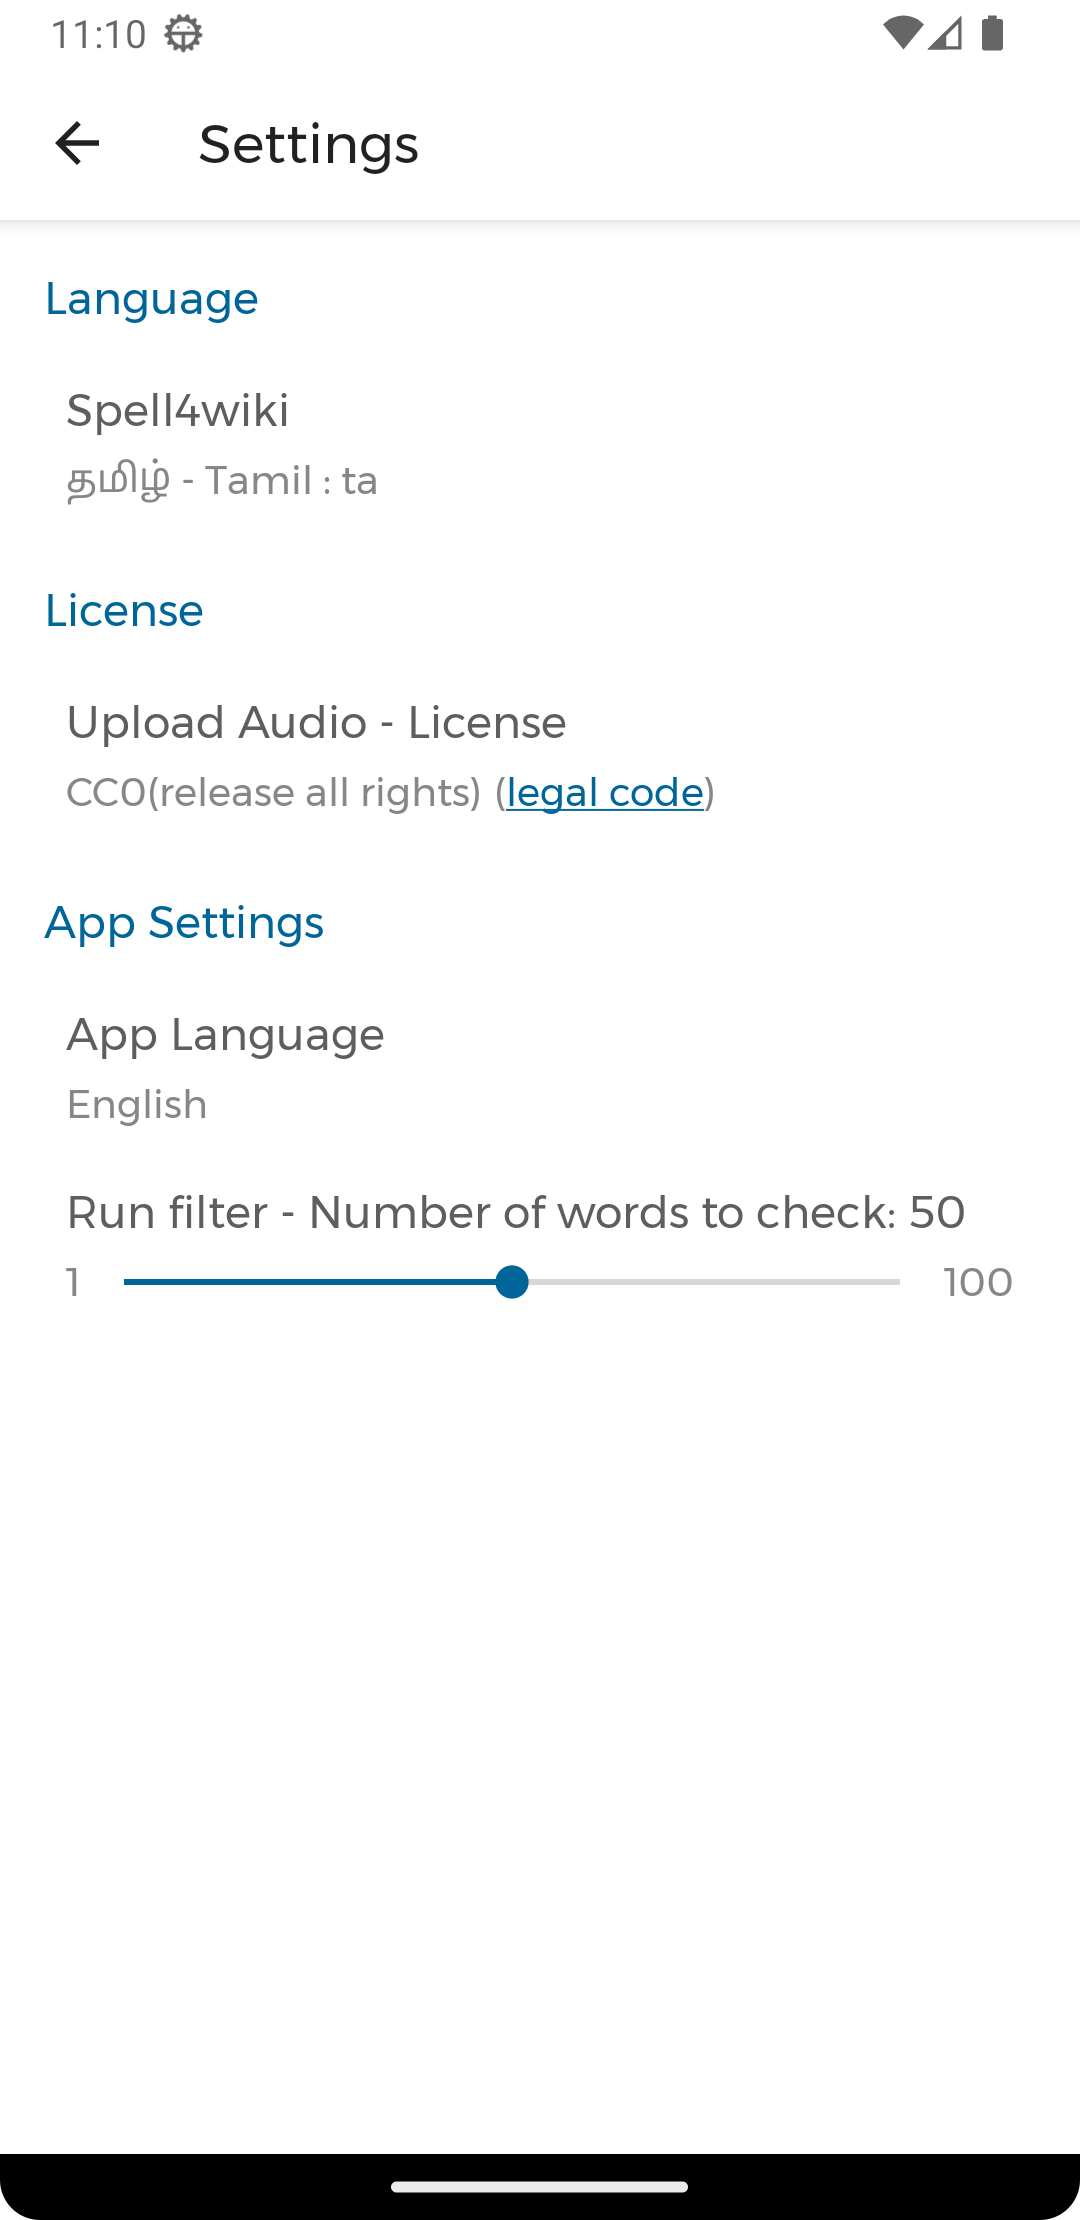 11:10
Settings
Language
Spell4wiki
தமிழ் - Tamil : ta
License
Upload Audio - License
CC0(release all rights) (legal code)
App Settings
App Language
English
Run filter - Number of words to check: 50
1 100